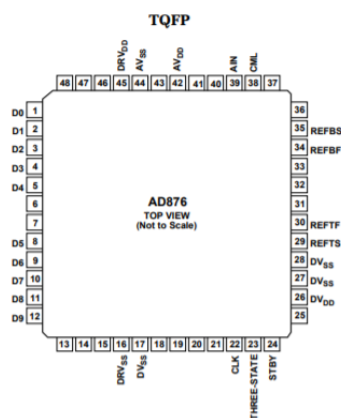 TQFP
DRVDD AVSS AVDD AIN CML
48 47 46 45 44 43 42 41 40 39 38 37
D0 1
D1 2
D2 3
D3 4
D4 5
6
7
D5 8
D6 9
D7 10
D8 11
D9 12
AD876
TOP VIEW
(Not to Scale)
36
35 REFBS
34 REFBF
33
32
31
30 REFTF
29 REFTS
28 DVSS
27 DVSS
26 DVDD
25
13 14 15 16 17 18 19 20 21 22 23 24
DRVSS DVSS CLK THREE-STATE STBY